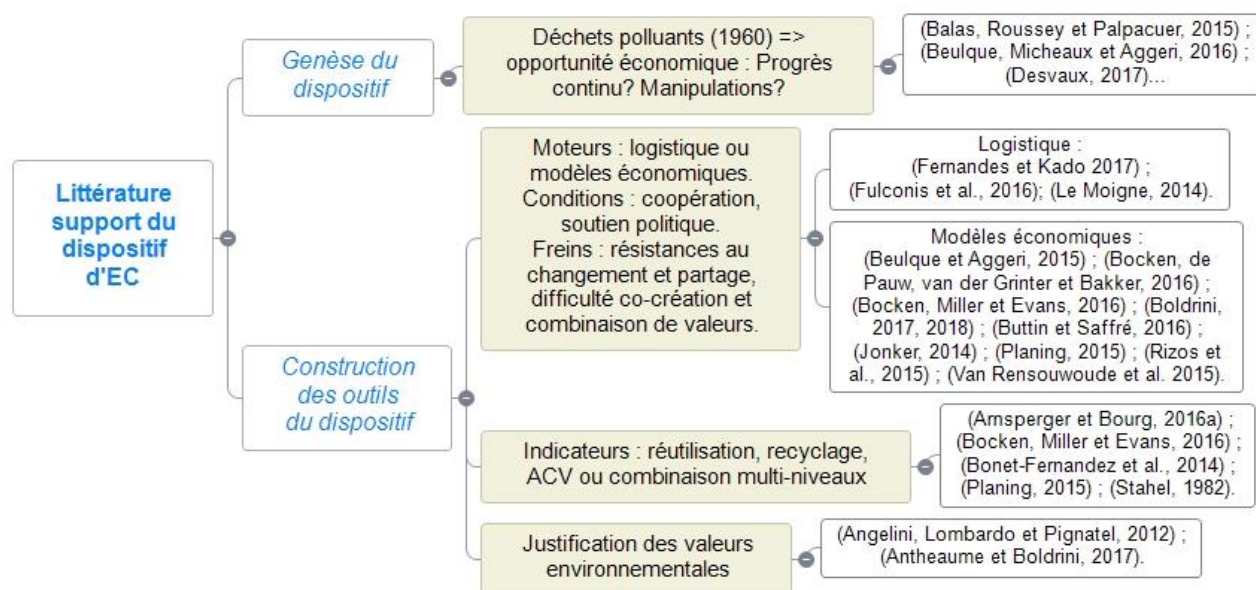 Littérature
support du
dispositif
d'EC
Genèse du
dispositif
Déchets polluants (1960) =>
opportunité économique : Progrès
continu? Manipulations?
(Balas, Roussey et Palpacuer, 2015) ;
(Beulque, Micheaux et Aggeri, 2016) ;
(Desvaux, 2017)...
Construction
des outils
du dispositif
Moteurs : logistique ou
modèles économiques.
Conditions : coopération,
soutien politique.
Freins : résistances au
changement et partage,
difficulté co-création et
combinaison de valeurs.
Logistique :
(Fernandes et Kado 2017) ;
(Fulconis et al., 2016); (Le Moigne, 2014).
Modèles économiques :
(Beulque et Aggeri, 2015) ; (Bocken, de
Pauw, van der Grinter et Bakker, 2016) ;
(Bocken, Miller et Evans, 2016) ; (Boldrini,
2017, 2018) ; (Buttin et Saffré, 2016) ;
(Jonker, 2014) ; (Planing, 2015) ; (Rizos et
al., 2015) ; (Van Rensouwoude et al. 2015).
Indicateurs : réutilisation, recyclage,
ACV ou combinaison multi-niveaux
(Arnsperger et Bourg, 2016a) ;
(Bocken, Miller et Evans, 2016) ;
(Bonet-Fernandez et al., 2014) ;
(Planing, 2015) ; (Stahel, 1982).
Justification des valeurs
environnementales
(Angelini, Lombardo et Pignatel, 2012) ;
(Antheaume et Boldrini, 2017).